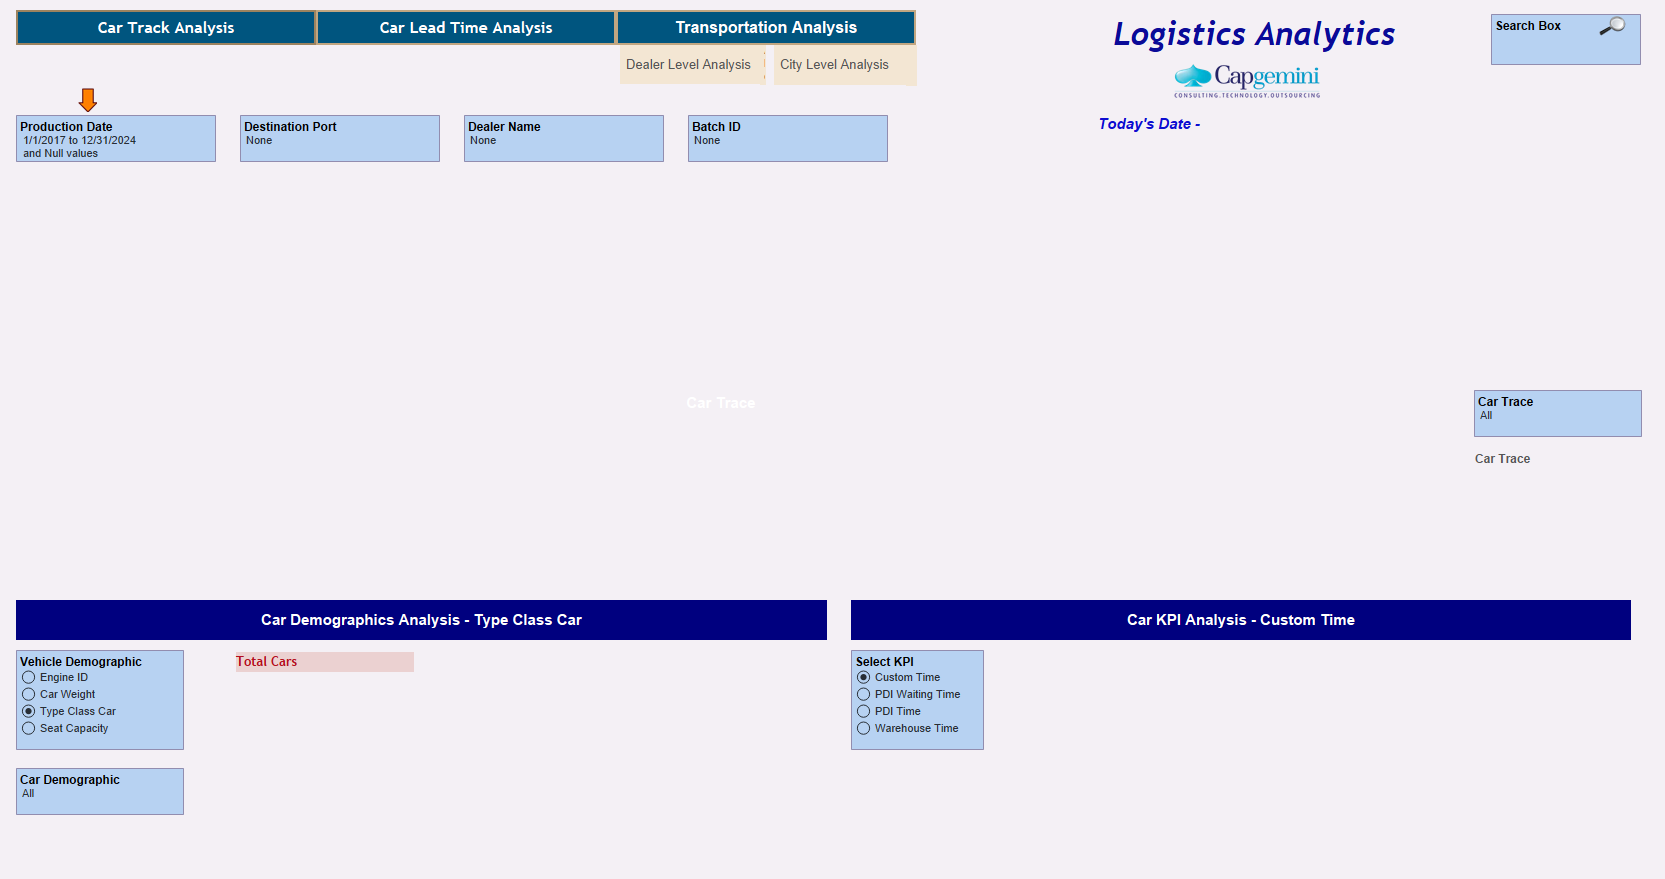 Car Track Analysis
Car Lead Time Analysis
Transportation Analysis
Dealer Level Analysis
City Level Analysis
Logistics Analytics
Capgemini
CONSULTING.TECHNOLOGY.OUTSOURCING
Search Box
Today's Date -
Production Date
1/1/2017 to 12/31/2024
and Null values
Destination Port
None
Dealer Name
None
Batch ID
None
Car Trace
Car Trace
All
Car Trace
Car Demographics Analysis - Type Class Car
Vehicle Demographic
Engine ID
Car Weight
Type Class Car
Seat Capacity
Total Cars
Car Demographic
All
Car KPI Analysis - Custom Time
Select KPI
Custom Time
PDI Waiting Time
PDI Time
Warehouse Time